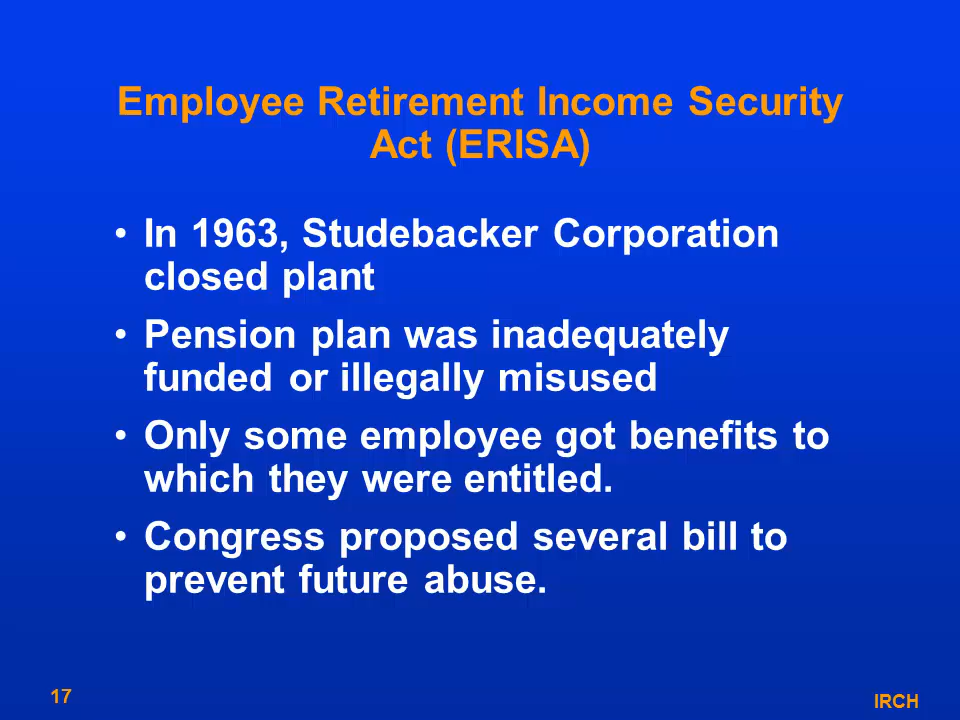 Employee Retirement Income Security
Act (ERISA)
• In 1963, Studebacker Corporation
closed plant
• Pension plan was inadequately
funded or illegally misused
• Only some employee got benefits to
which they were entitled.
• Congress proposed several bill to
prevent future abuse.
17
IRCH